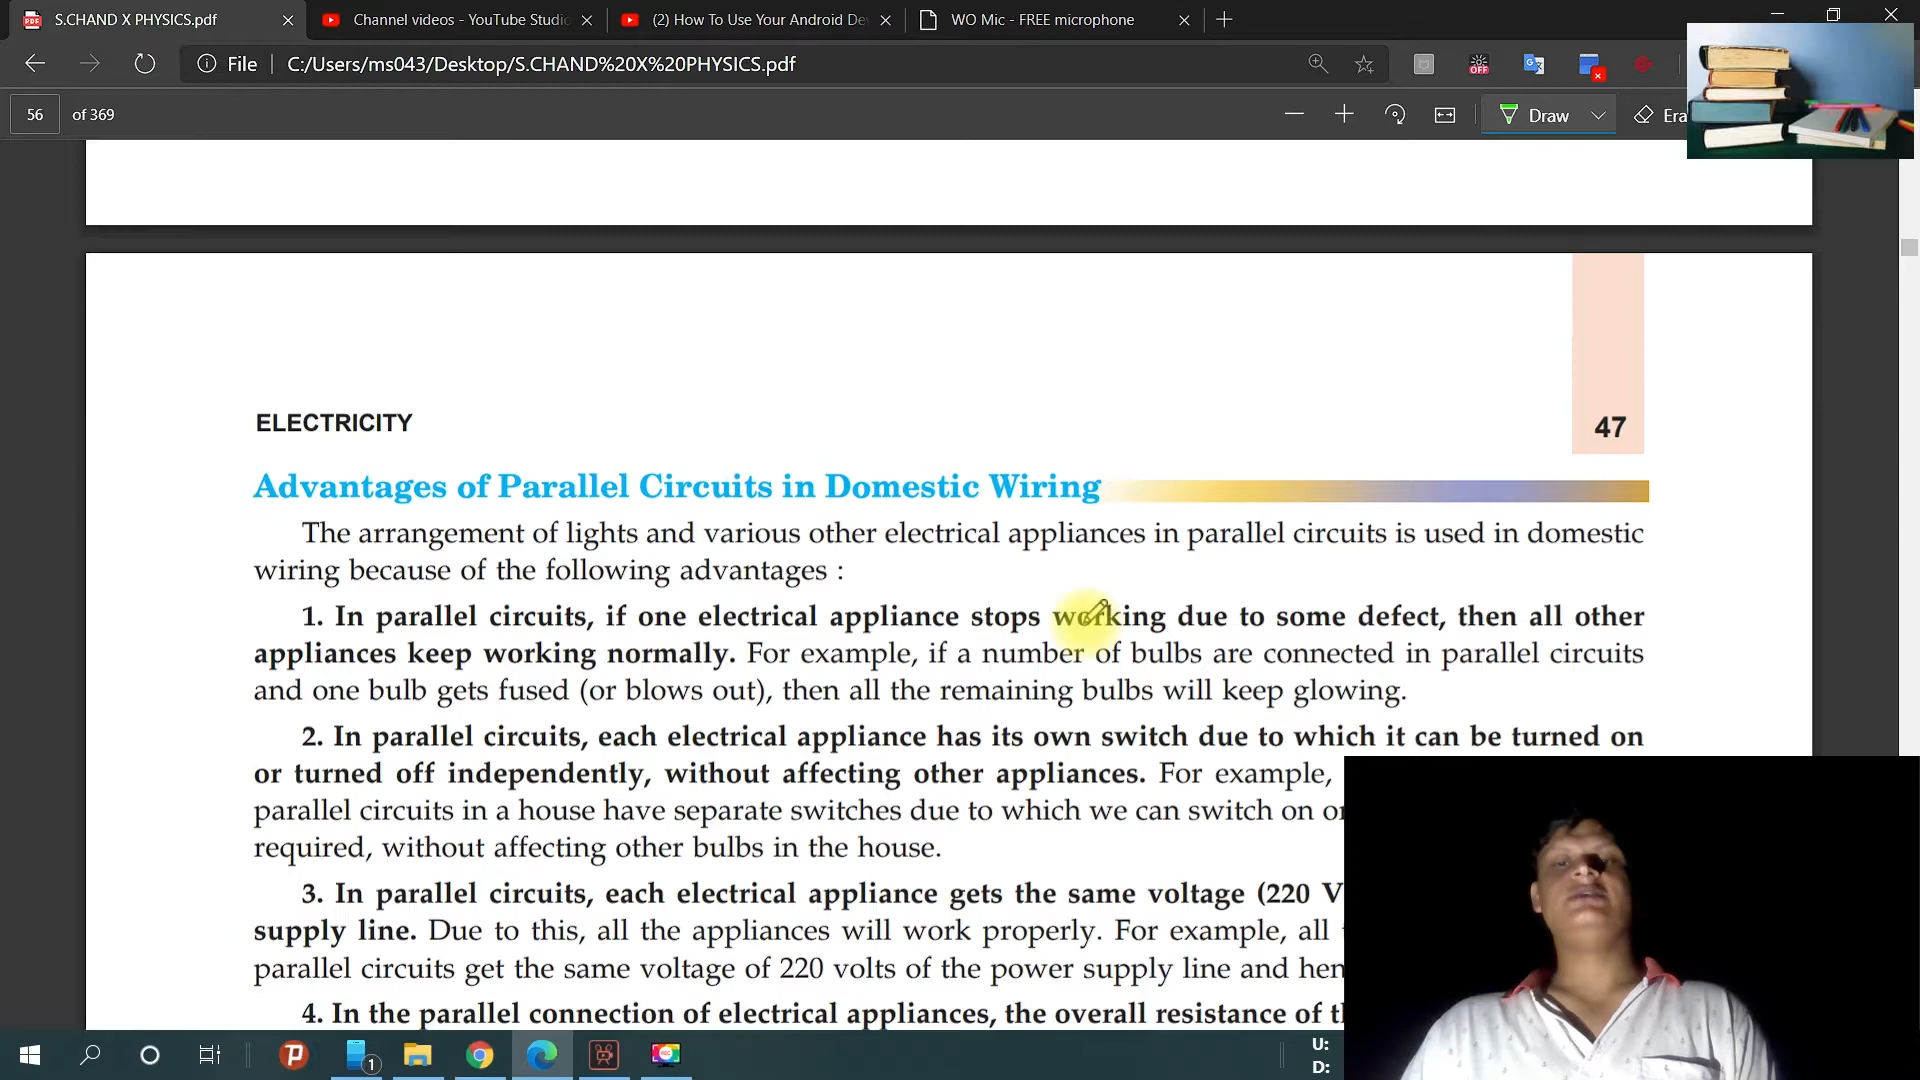 S.CHAND X PHYSICS.pdf
Channel videos - YouTube Studio
(2) How To Use Your Android De
WO Mic - FREE microphone
File
C:/Users/ms043/Desktop/S.CHAND%20X%20PHYSICS.pdf
OFF
56 of 369
Draw
Era
ELECTRICITY
47
Advantages of Parallel Circuits in Domestic Wiring
The arrangement of lights and various other electrical appliances in parallel circuits is used in domestic
wiring because of the following advantages :
1. In parallel circuits, if one electrical appliance stops working due to some defect, then all other
appliances keep working normally. For example, if a number of bulbs are connected in parallel circuits
and one bulb gets fused (or blows out), then all the remaining bulbs will keep glowing.
2. In parallel circuits, each electrical appliance has its own switch due to which it can be turned on
or turned off independently, without affecting other appliances. For example,
parallel circuits in a house have separate switches due to which we can switch on or
required, without affecting other bulbs in the house.
3. In parallel circuits, each electrical appliance gets the same voltage (220 V
supply line. Due to this, all the appliances will work properly. For example, all
parallel circuits get the same voltage of 220 volts of the power supply line and hen
4. In the parallel connection of electrical appliances, the overall resistance of th
1
U:
D: